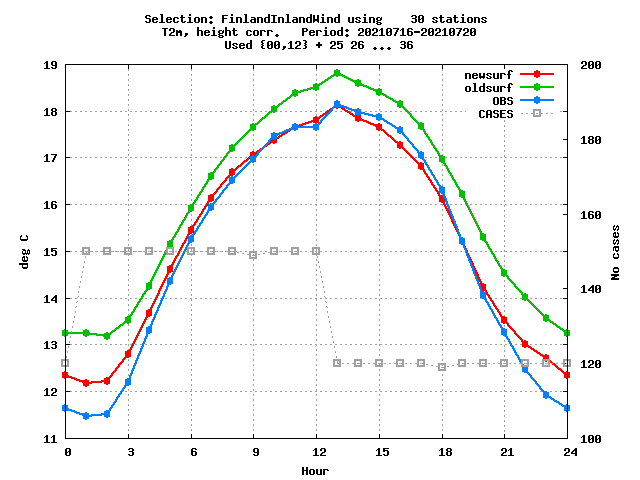 Selection: FinlandInlandWind using    30 stations
T2m, height corr.   Period: 20210716-20210720
Used {00,12} + 25 26 ... 36
19 200
newsurf
oldsurf
OBS
CASES
18 180
17
16 160
15
14 140
13
12 120
11 100
deg C
No cases
0 3 6 9 12 15 18 21 24
Hour